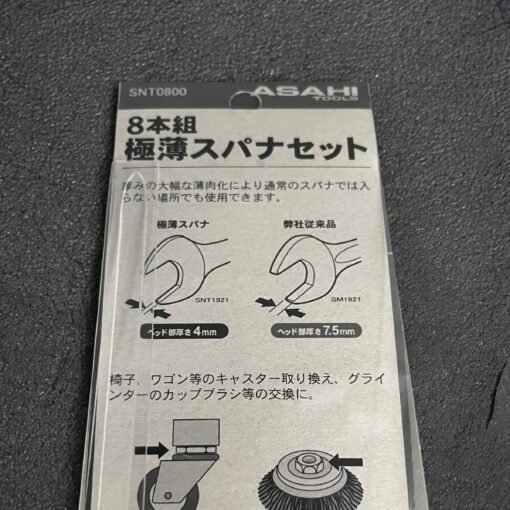 SNT0800
ASAHI
TOOLS
8本組
極薄スパナセット
厚みの大幅な薄肉化により通常のスパナでは入
らない場所でも使用できます。
極薄スパナ
弊社従来品
SNT1921
SM1921
ヘッド部厚さ4mm
ヘッド部厚さ7.5mm
椅子、ワゴン等のキャスター取り換え、グライ
ンダーのカップブラシ等の交換に。